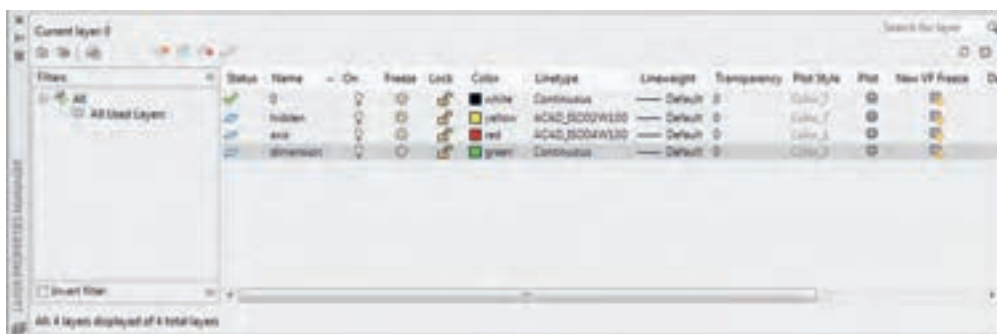 Current layer: 0
Search for layer
Filters
Status Name On Freeze Lock Color Linetype Lineweight Transparency Plot Style Plot New VP Freeze
All
All Used Layers
0 white Continuous Default 0
hidden yellow ACAD_ISO02W100 Default 0
axis red ACAD_ISO04W100 Default 0
dimension green Continuous Default 0
Invert filter
All: 4 layers displayed of 4 total layers
LAYER PROPERTIES MANAGER